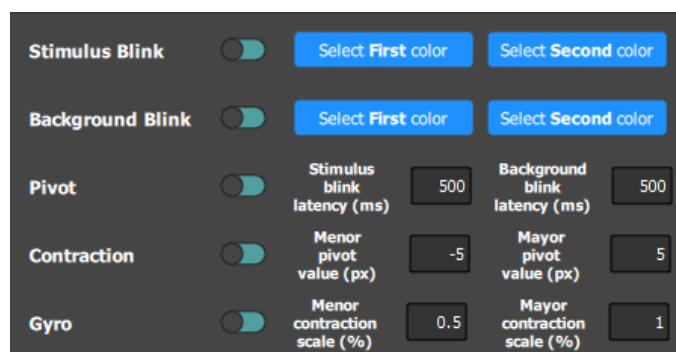 Stimulus Blink Select First color Select Second color
Background Blink Select First color Select Second color
Pivot
Stimulus
blink
latency (ms)
500
Background
blink
latency (ms)
500
Contraction
Menor
pivot
value (px)
-5
Mayor
pivot
value (px)
5
Gyro
Menor
contraction
scale (%)
0.5
Mayor
contraction
scale (%)
1